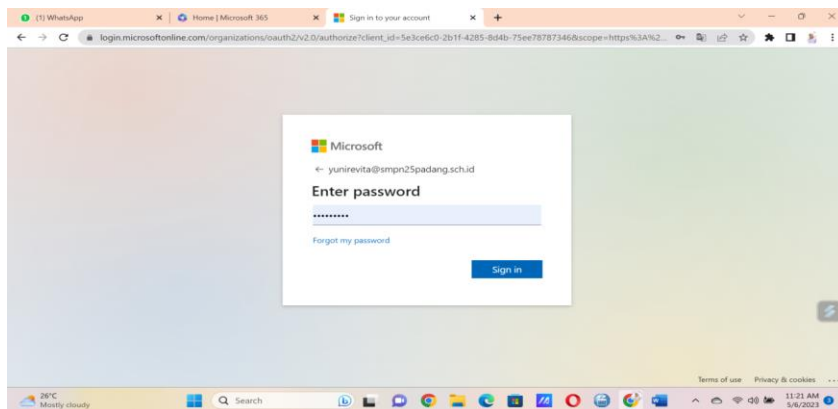 (1) WhatsApp
Home | Microsoft 365
Sign in to your account
login.microsoftonline.com/organizations/oauth2/v2.0/authorize?client_id=5e3ce6c0-2b1f-4285-8d4b-75ee78787346&scope=https%3A%2...
Microsoft
← yunirevita@smpn25padang.sch.id
Enter password
•••••••••
Forgot my password
Sign in
Terms of use Privacy & cookies ...
26°C
Mostly cloudy
Search
11:21 AM
5/6/2023